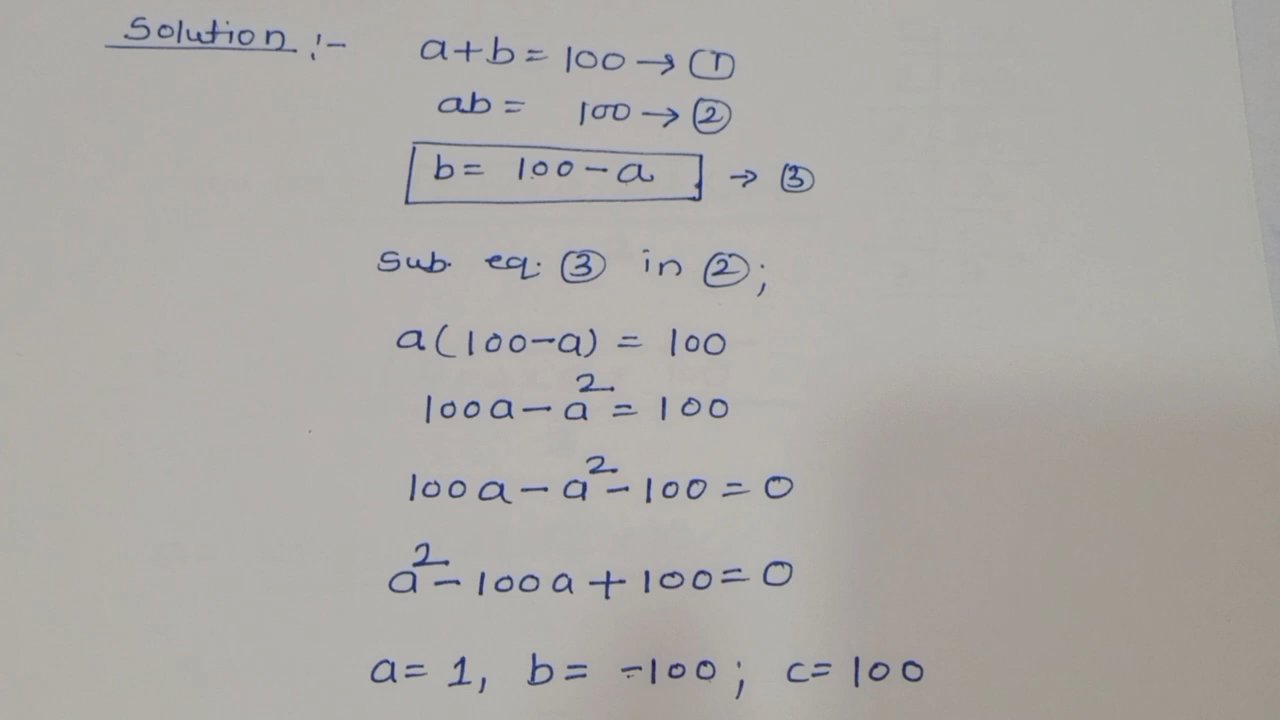 Solution :-
a+b = 100 → ①
ab = 100 → ②
b = 100 - a → ③
Sub. eq. ③ in ② ;
a(100-a) = 100
100a - a² = 100
100a - a² - 100 = 0
a² - 100a + 100 = 0
a = 1, b = -100 ; c = 100